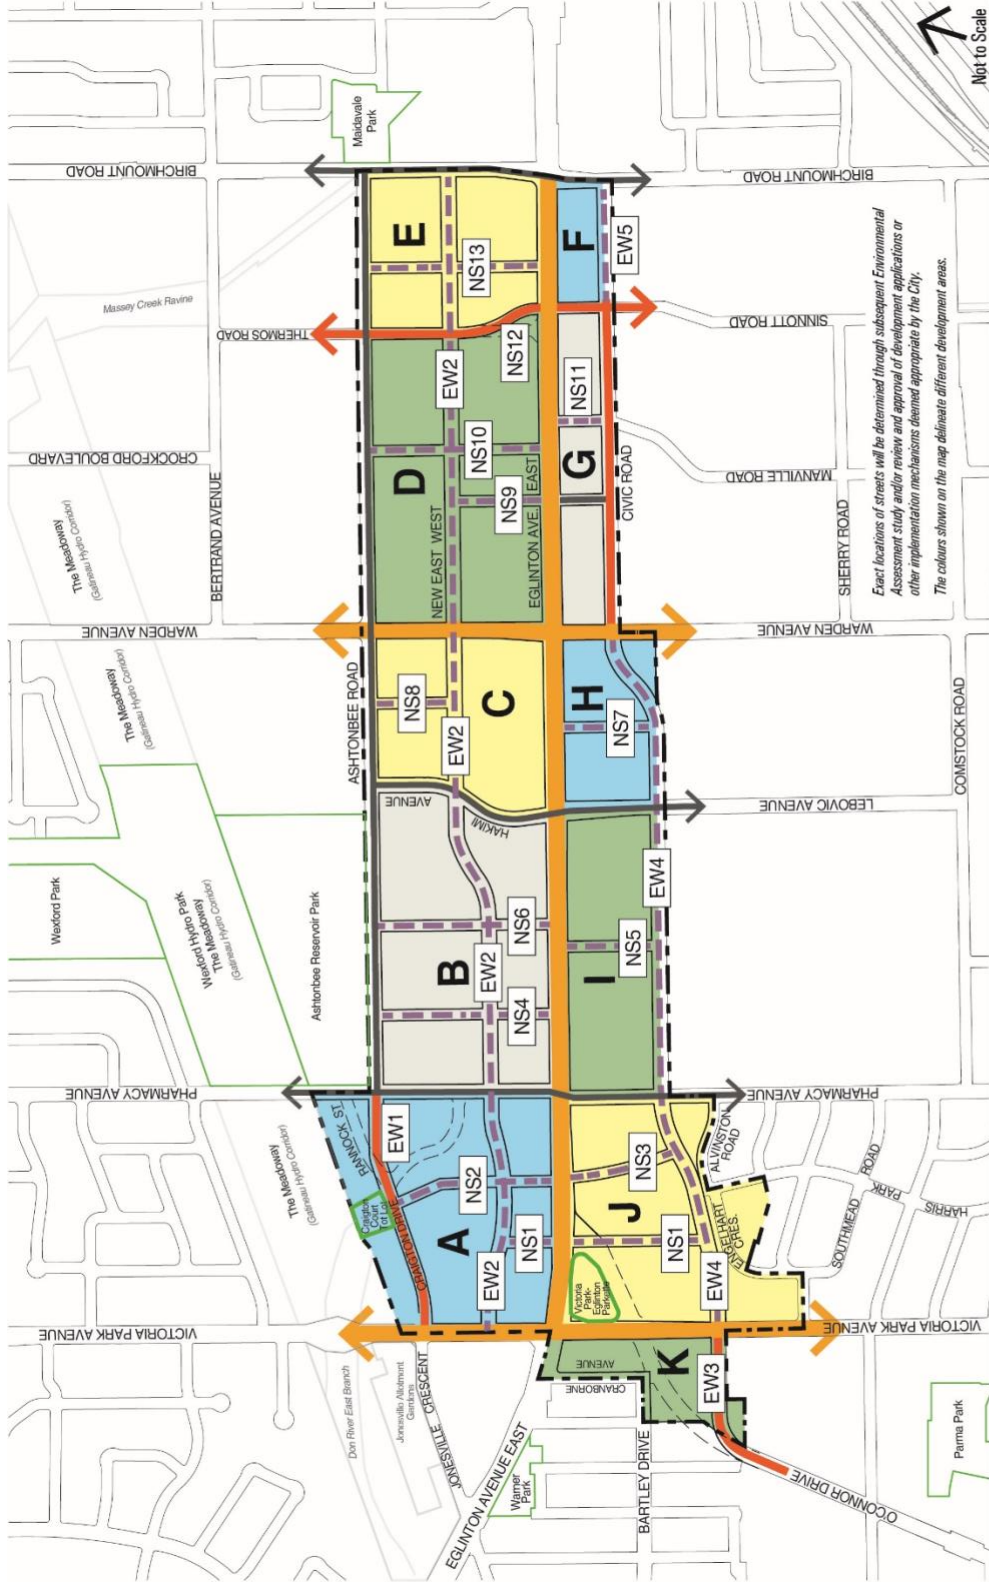 Wexford Park
The Meadoway
(Gatineau Hydro Corridor)
The Meadoway
(Gatineau Hydro Corridor)
Wexford Hydro Park
The Meadoway
(Gatineau Hydro Corridor)
Massey Creek Ravine
CROCKFORD BOULEVARD
BERTRAND AVENUE
VICTORIA PARK AVENUE
PHARMACY AVENUE
WARDEN AVENUE
THERMOS ROAD
BIRCHMOUNT ROAD
The Meadoway
(Gatineau Hydro Corridor)
Ashtonbee Reservoir Park
Maidavale
Park
Don River East Branch
Jonesville Allotment
Gardens
JONESVILLE CRESCENT
Craigton
Court
Tot Lot
BANNOCK ST.
ASHTONBEE ROAD
CRAIGTON DRIVE
EW1
AVENUE
HAKIMI
NS8
D
E
A
B
NEW EAST WEST
EW2
NS2
EW2
EW2
EW2
NS10
NS13
EW2
C
NS9
NS12
NS1
NS4
NS6
EGLINTON AVE. EAST
EGLINTON AVENUE EAST
Warner
Park
CRANBORNE
AVENUE
Victoria
Park-
Eglinton
Parkette
I
H
G
NS11
F
J
NS3
NS5
NS7
EW5
CIVIC ROAD
BARTLEY DRIVE
K
NS1
EW4
EW3
EW4
ENGELHART
CRES.
ALVINSTON
ROAD
O'CONNOR DRIVE
VICTORIA PARK AVENUE
PHARMACY AVENUE
LEBOVIC AVENUE
WARDEN AVENUE
MANVILLE ROAD
SINNOTT ROAD
BIRCHMOUNT ROAD
SOUTHMEAD
ROAD
HARRIS
PARK
SHERRY ROAD
Parma Park
COMSTOCK ROAD
Exact locations of streets will be determined through subsequent Environmental
Assessment study and/or review and approval of development applications or
other implementation mechanisms deemed appropriate by the City.
The colours shown on the map delineate different development areas.
Not to Scale